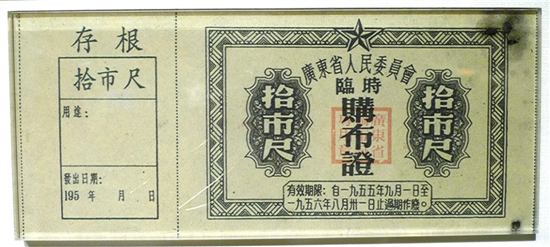 存根
拾市尺
用途：
發出日期：
195 年 月 日
廣東省人民委員會
臨時
購布證
拾市尺
拾市尺
廣東省
有效期限：自一九五五年九月一日至
一九五六年八月卅一日止過期作廢。